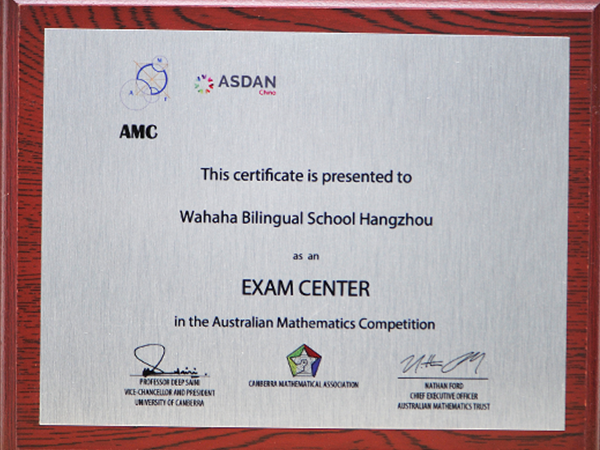 ASDAN
China
AMC
This certificate is presented to
Wahaha Bilingual School Hangzhou
as an
EXAM CENTER
in the Australian Mathematics Competition
PROFESSOR DEEP SAINI
VICE-CHANCELLOR AND PRESIDENT
UNIVERSITY OF CANBERRA
CANBERRA MATHEMATICAL ASSOCIATION
NATHAN FORD
CHIEF EXECUTIVE OFFICER
AUSTRALIAN MATHEMATICS TRUST